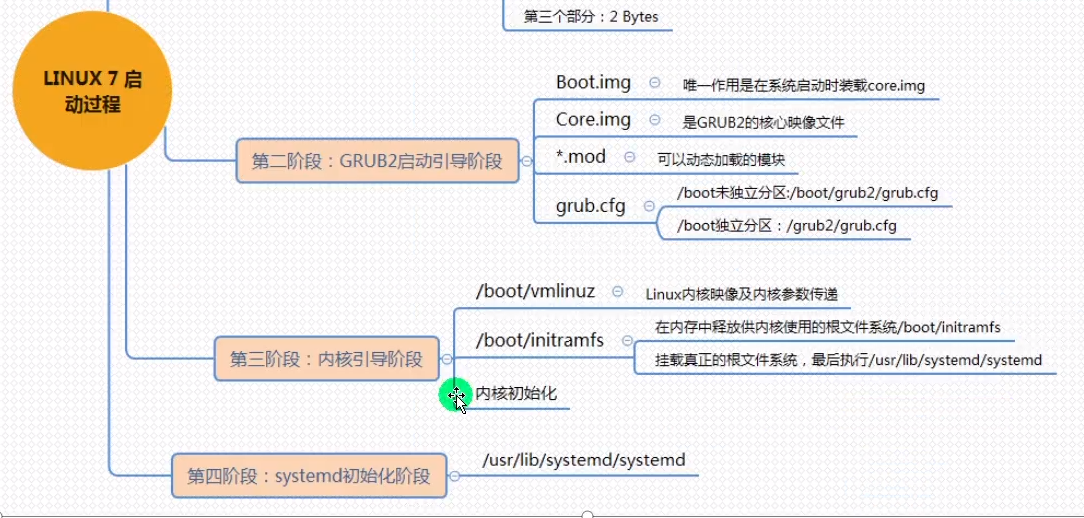 第三个部分：2 Bytes
LINUX 7 启
动过程
Boot.img
唯一作用是在系统启动时装载core.img
Core.img
是GRUB2的核心映像文件
第二阶段：GRUB2启动引导阶段
*.mod
可以动态加载的模块
grub.cfg
/boot未独立分区:/boot/grub2/grub.cfg
/boot独立分区：/grub2/grub.cfg
第三阶段：内核引导阶段
/boot/vmlinuz
Linux内核映像及内核参数传递
/boot/initramfs
在内存中释放供内核使用的根文件系统/boot/initramfs
挂载真正的根文件系统，最后执行/usr/lib/systemd/systemd
内核初始化
第四阶段：systemd初始化阶段
/usr/lib/systemd/systemd